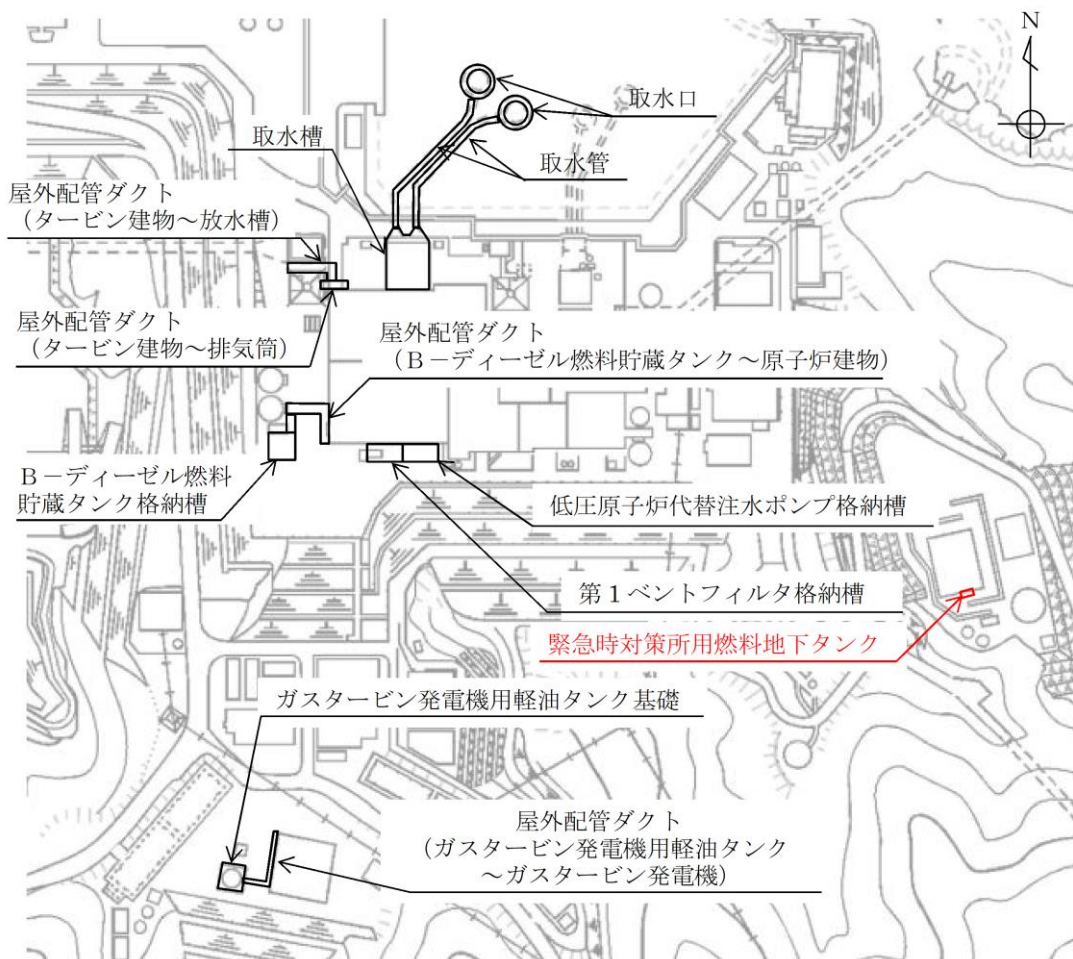 N
取水口
取水槽
取水管
屋外配管ダクト
（タービン建物～放水槽）
屋外配管ダクト
（タービン建物～排気筒）
屋外配管ダクト
（B－ディーゼル燃料貯蔵タンク～原子炉建物）
B－ディーゼル燃料
貯蔵タンク格納槽
低圧原子炉代替注水ポンプ格納槽
第１ベントフィルタ格納槽
緊急時対策所用燃料地下タンク
ガスタービン発電機用軽油タンク基礎
屋外配管ダクト
（ガスタービン発電機用軽油タンク
～ガスタービン発電機）